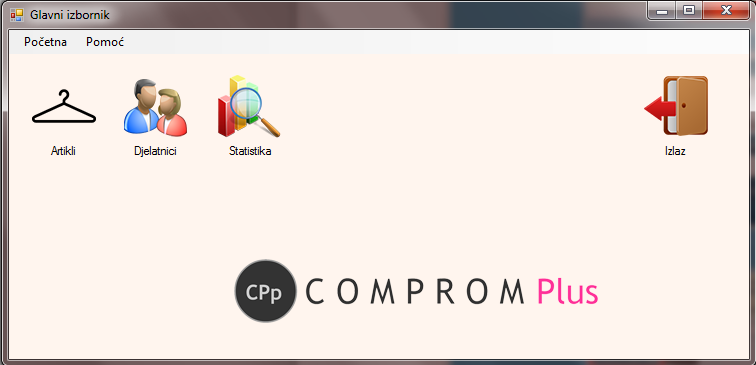 Glavni izbornik
Početna Pomoć
Artikli Djelatnici Statistika Izlaz
CPp COMPROM Plus